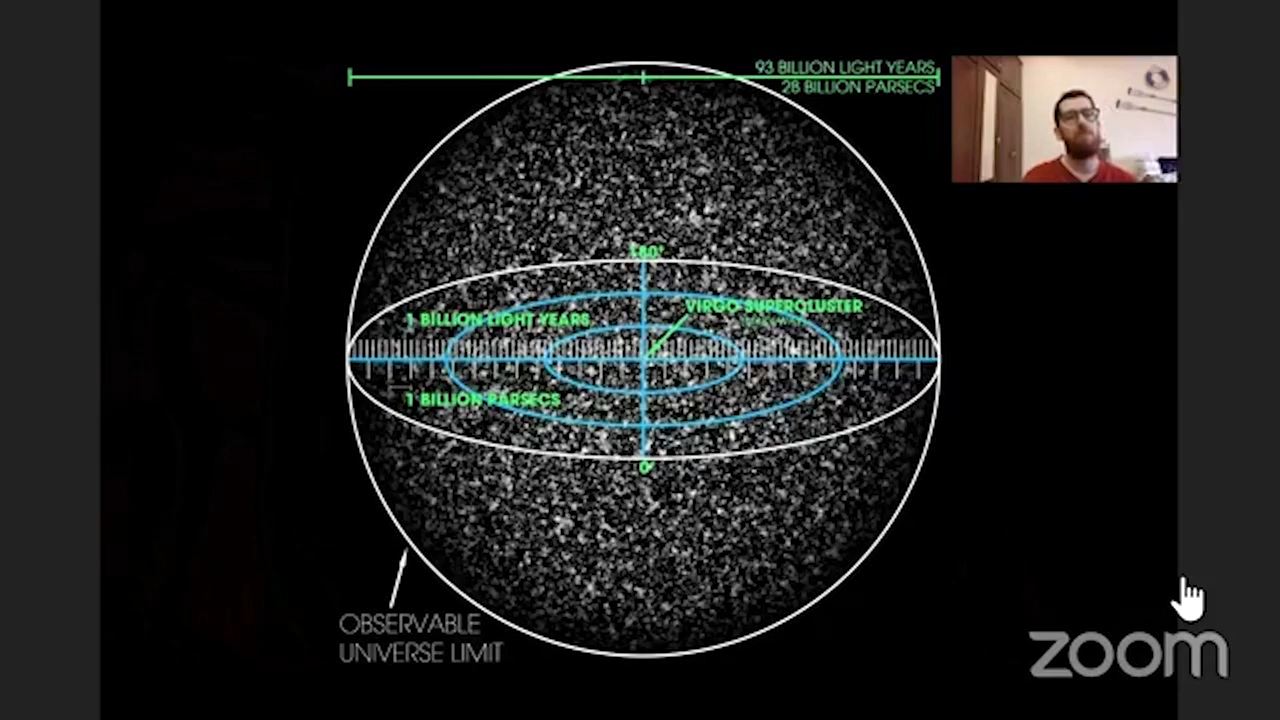 93 BILLION LIGHT YEARS
28 BILLION PARSECS
180°
VIRGO SUPERCLUSTER
1 BILLION LIGHT YEARS
1 BILLION PARSECS
0°
OBSERVABLE
UNIVERSE LIMIT
zoom